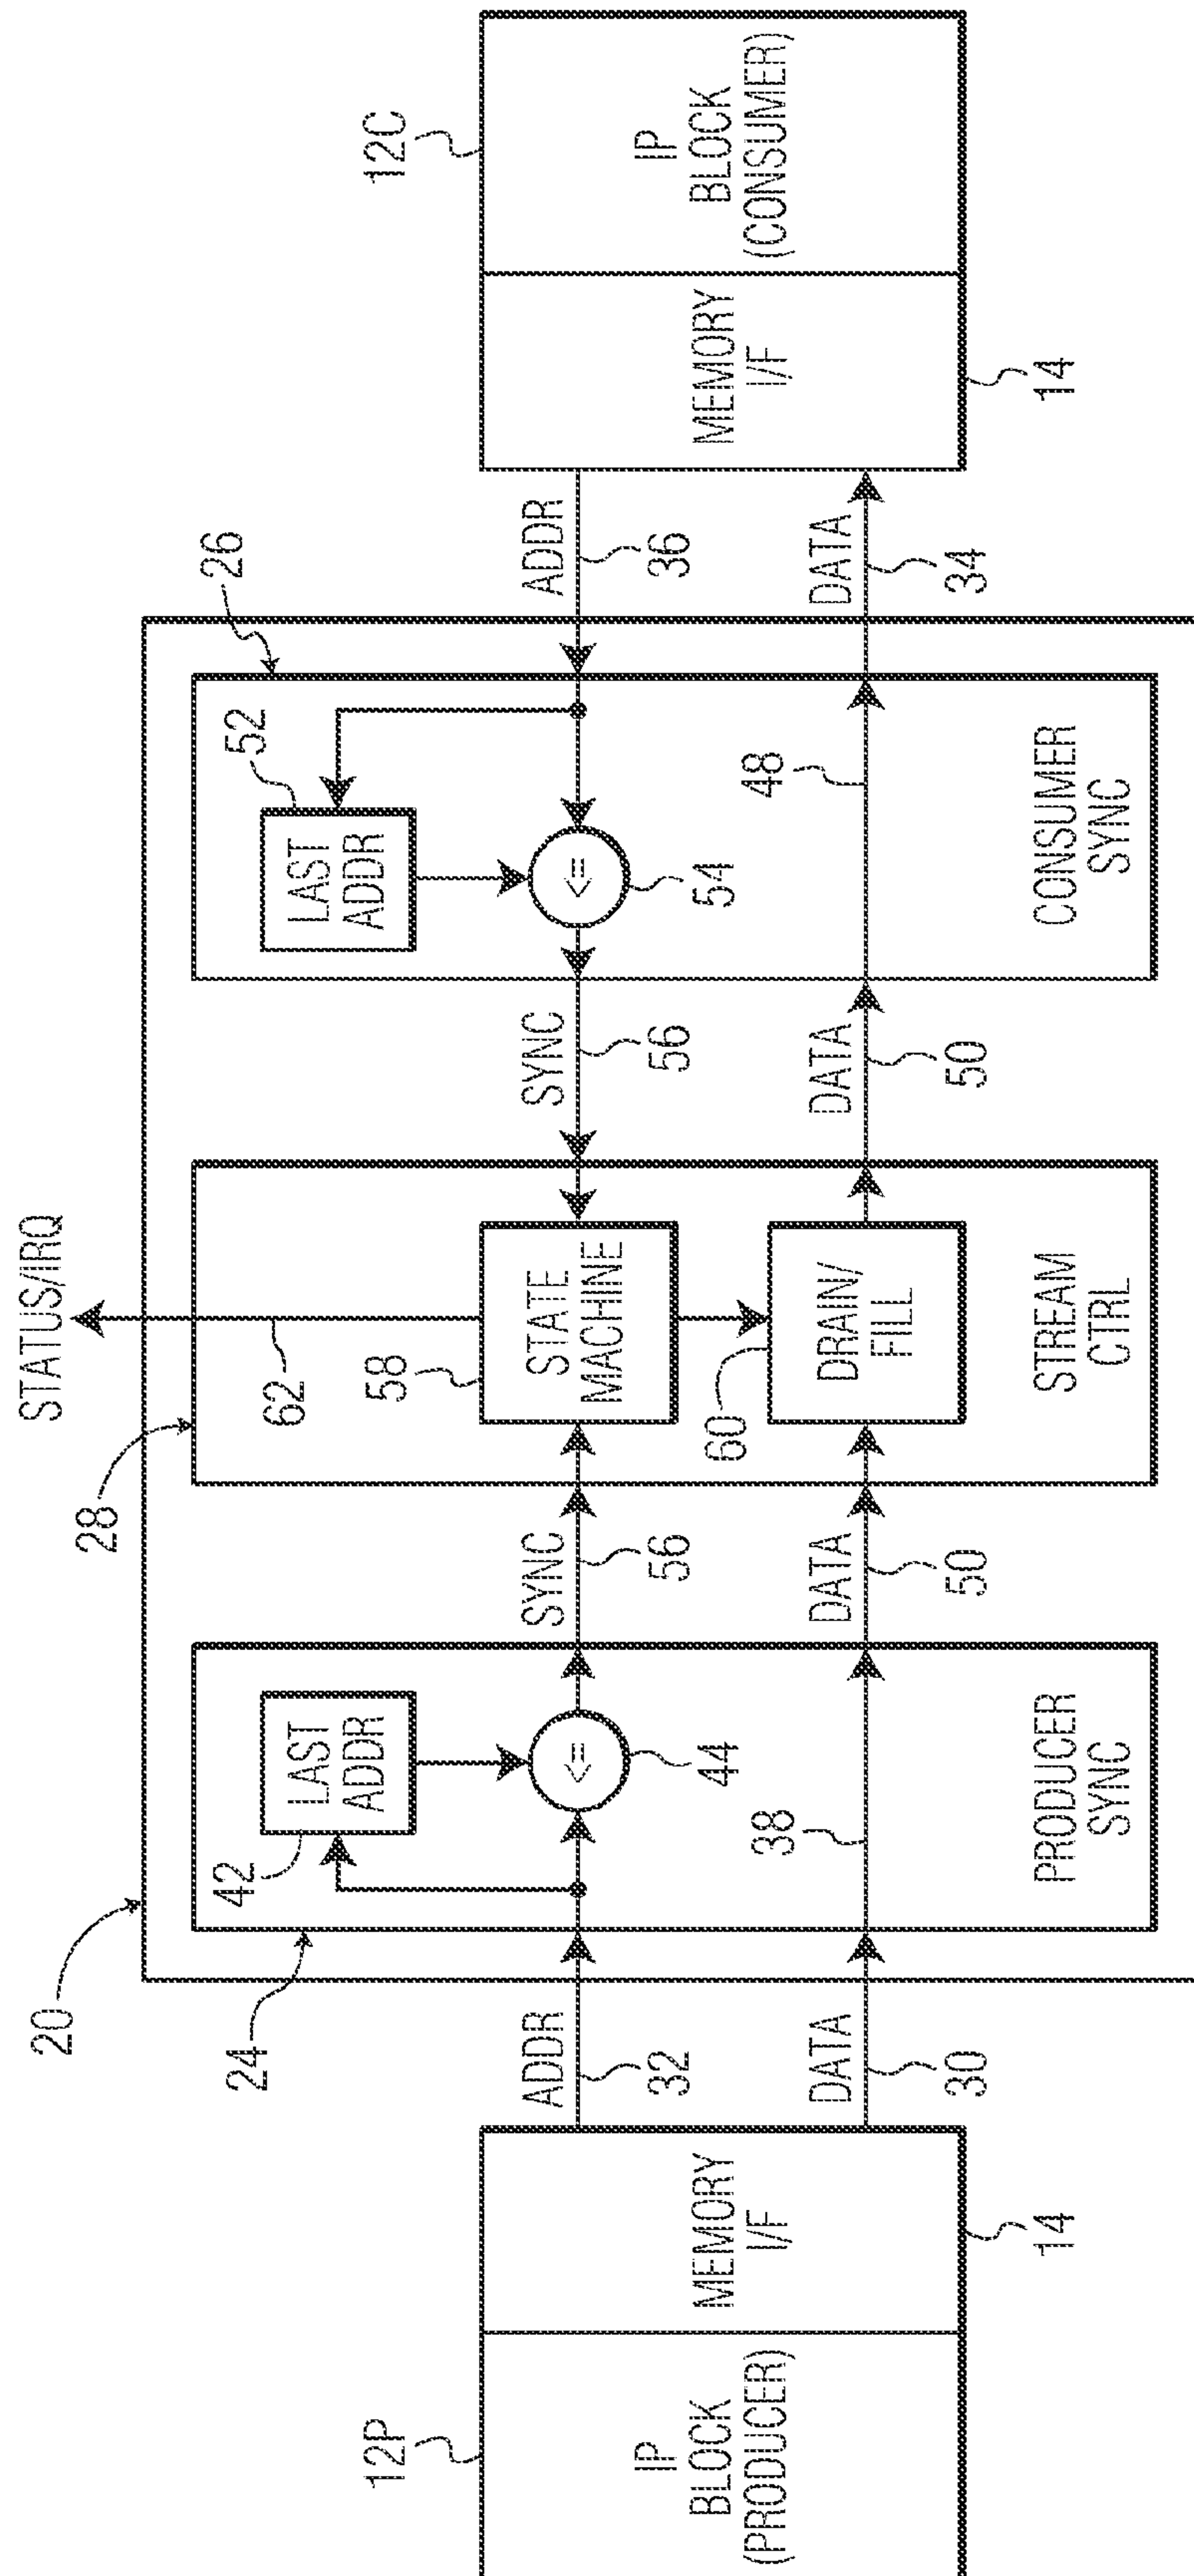 STATUS/IRQ
20
28
62
24
42
LAST
ADDR
58
52
LAST
ADDR
26
12P
IP
BLOCK
(PRODUCER)
MEMORY
I/F
14
ADDR
32
<=
44
SYNC
56
STATE
MACHINE
SYNC
56
<=
54
ADDR
36
12C
MEMORY
I/F
IP
BLOCK
(CONSUMER)
14
DATA
30
38
DATA
50
60
DRAIN/
FILL
DATA
50
48
DATA
34
PRODUCER
SYNC
STREAM
CTRL
CONSUMER
SYNC